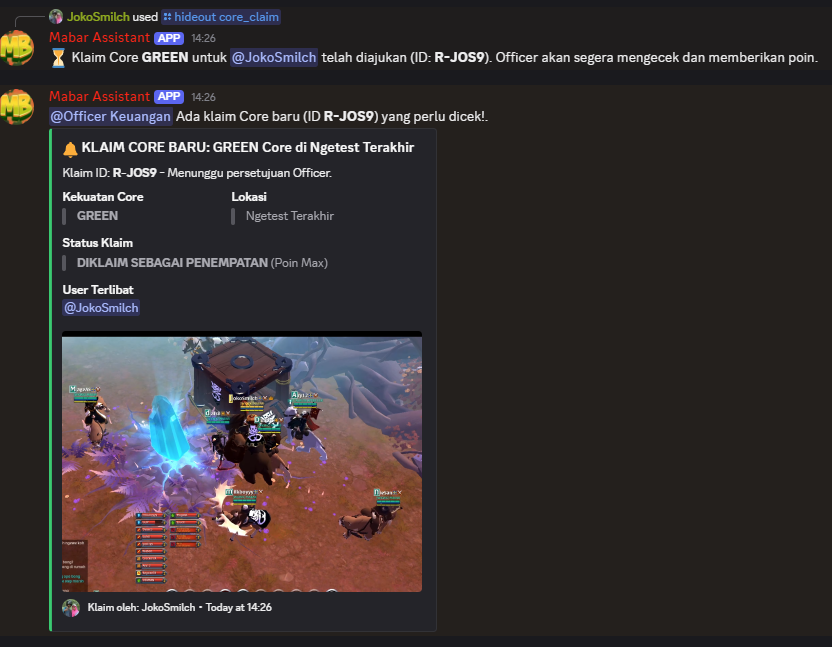 JokoSmilch used hideout core_claim
Mabar Assistant APP 14:26
Klaim Core GREEN untuk @JokoSmilch telah diajukan (ID: R-JOS9). Officer akan segera mengecek dan memberikan poin.
Mabar Assistant APP 14:26
@Officer Keuangan Ada klaim Core baru (ID R-JOS9) yang perlu dicek!.
KLAIM CORE BARU: GREEN Core di Ngetest Terakhir
Klaim ID: R-JOS9 - Menunggu persetujuan Officer.
Kekuatan Core Lokasi
GREEN Ngetest Terakhir
Status Klaim
DIKLAIM SEBAGAI PENEMPATAN (Poin Max)
User Terlibat
@JokoSmilch
JokoSmilch
Klaim oleh: JokoSmilch • Today at 14:26